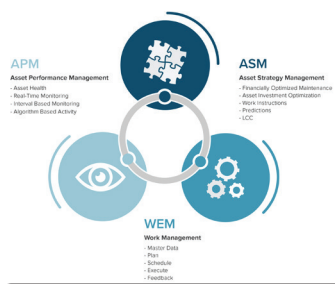 APM
Asset Performance Management
- Asset Health
- Real-Time Monitoring
- Interval Based Monitoring
- Algorithm Based Activity
ASM
Asset Strategy Management
- Financially Optimized Maintenance
- Asset Investment Optimization
- Work Instructions
- Predictions
- LCC
WEM
Work Management
- Master Data
- Plan
- Schedule
- Execute
- Feedback